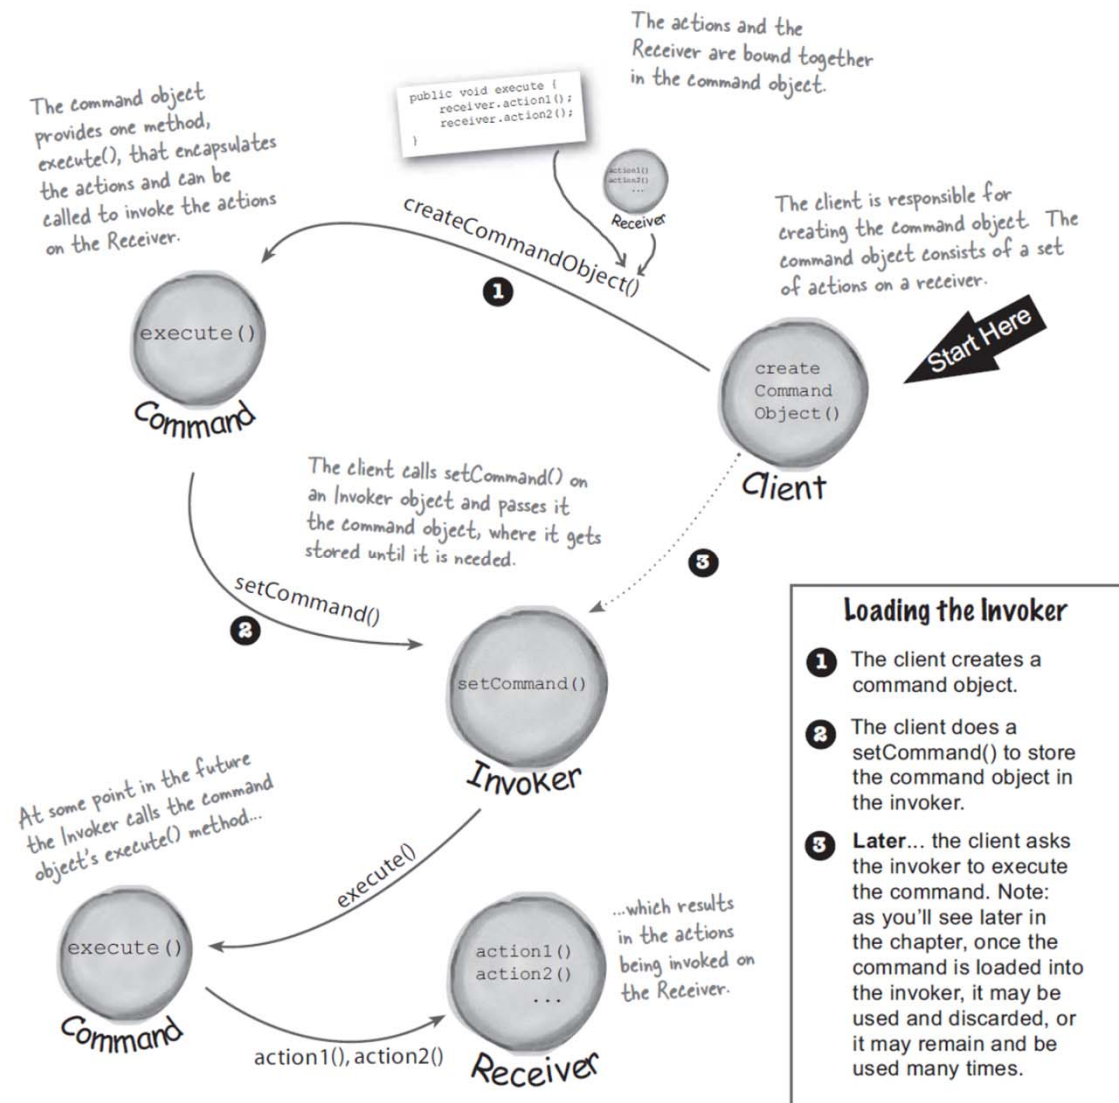 The actions and the
Receiver are bound together
in the command object.
The command object
provides one method,
execute(), that encapsulates
the actions and can be
called to invoke the actions
on the Receiver.
public void execute {
receiver.action1();
receiver.action2();
}
action1()
action2()
...
Receiver
createCommandObject()
1
The client is responsible for
creating the command object. The
command object consists of a set
of actions on a receiver.
Start Here
execute()
Command
create
Command
Object()
Client
The client calls setCommand() on
an Invoker object and passes it
the command object, where it gets
stored until it is needed.
3
setCommand()
2
setCommand()
Invoker
At some point in the future
the Invoker calls the command
object's execute() method...
execute()
execute()
Command
action1(), action2()
action1()
action2()
...
Receiver
...which results
in the actions
being invoked on
the Receiver.
Loading the Invoker
1 The client creates a
command object.
2 The client does a
setCommand() to store
the command object in
the invoker.
3 Later... the client asks
the invoker to execute
the command. Note:
as you'll see later in
the chapter, once the
command is loaded into
the invoker, it may be
used and discarded, or
it may remain and be
used many times.